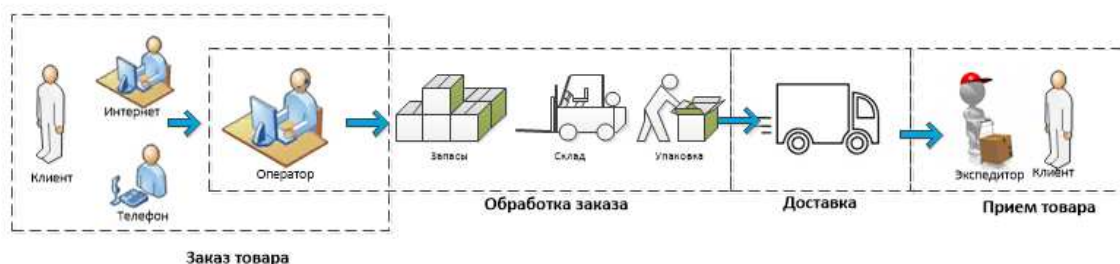 Интернет
Клиент
Телефон
Оператор
Запасы
Склад
Упаковка
Экспедитор
Клиент
Обработка заказа
Доставка
Прием товара
Заказ товара